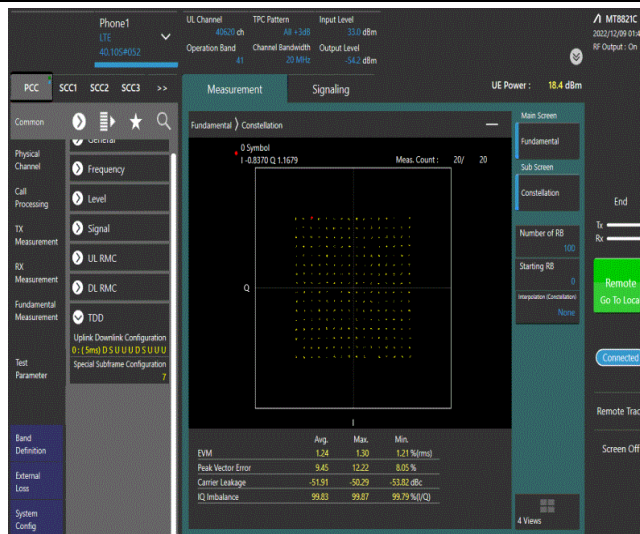 Phone1
LTE
40.105#052
UL Channel
40620 ch
TPC Pattern
All +3dB
Input Level
33.0 dBm
Operation Band
41
Channel Bandwidth
20 MHz
Output Level
-54.2 dBm
MT8821C
2022/12/09 01:4
RF Output : On
PCC
SCC1
SCC2
SCC3
>>
Measurement
Signaling
UE Power : 18.4 dBm
Common
Physical
Channel
Call
Processing
TX
Measurement
RX
Measurement
Fundamental
Measurement
Test
Parameter
Band
Definition
External
Loss
System
Config
General
Frequency
Level
Signal
UL RMC
DL RMC
TDD
Uplink Downlink Configuration
0 : ( 5ms) D S U U U D S U U U
Special Subframe Configuration
7
Fundamental ⟩ Constellation
0 Symbol
I -0.8370 Q 1.1679
Meas. Count : 20/ 20
Q
I
Avg. Max. Min.
EVM 1.24 1.30 1.21 %(rms)
Peak Vector Error 9.45 12.22 8.05 %
Carrier Leakage -51.91 -50.29 -53.82 dBc
IQ Imbalance 99.83 99.87 99.79 %(I/Q)
Main Screen
Fundamental
Sub Screen
Constellation
Number of RB
100
Starting RB
0
Interpolation (Constellation)
None
4 Views
End
Tx
Rx
Remote
Go To Loca
Connected
Remote Trac
Screen Off